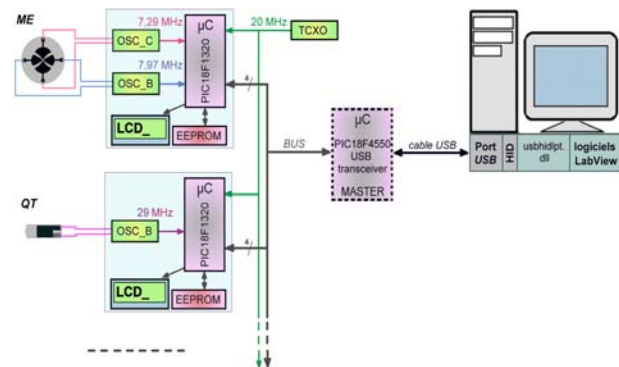 ME
7,29 MHz
OSC_C
7,97 MHz
OSC_B
µC
PIC18F1320
LCD_
EEPROM
4
20 MHz
TCXO
BUS
µC
PIC18F4550
USB
transceiver
MASTER
cable USB
Port
USB
HID
usbhidlpt.
dll
logiciels
LabView
QT
29 MHz
OSC_B
µC
PIC18F1320
LCD_
EEPROM
4